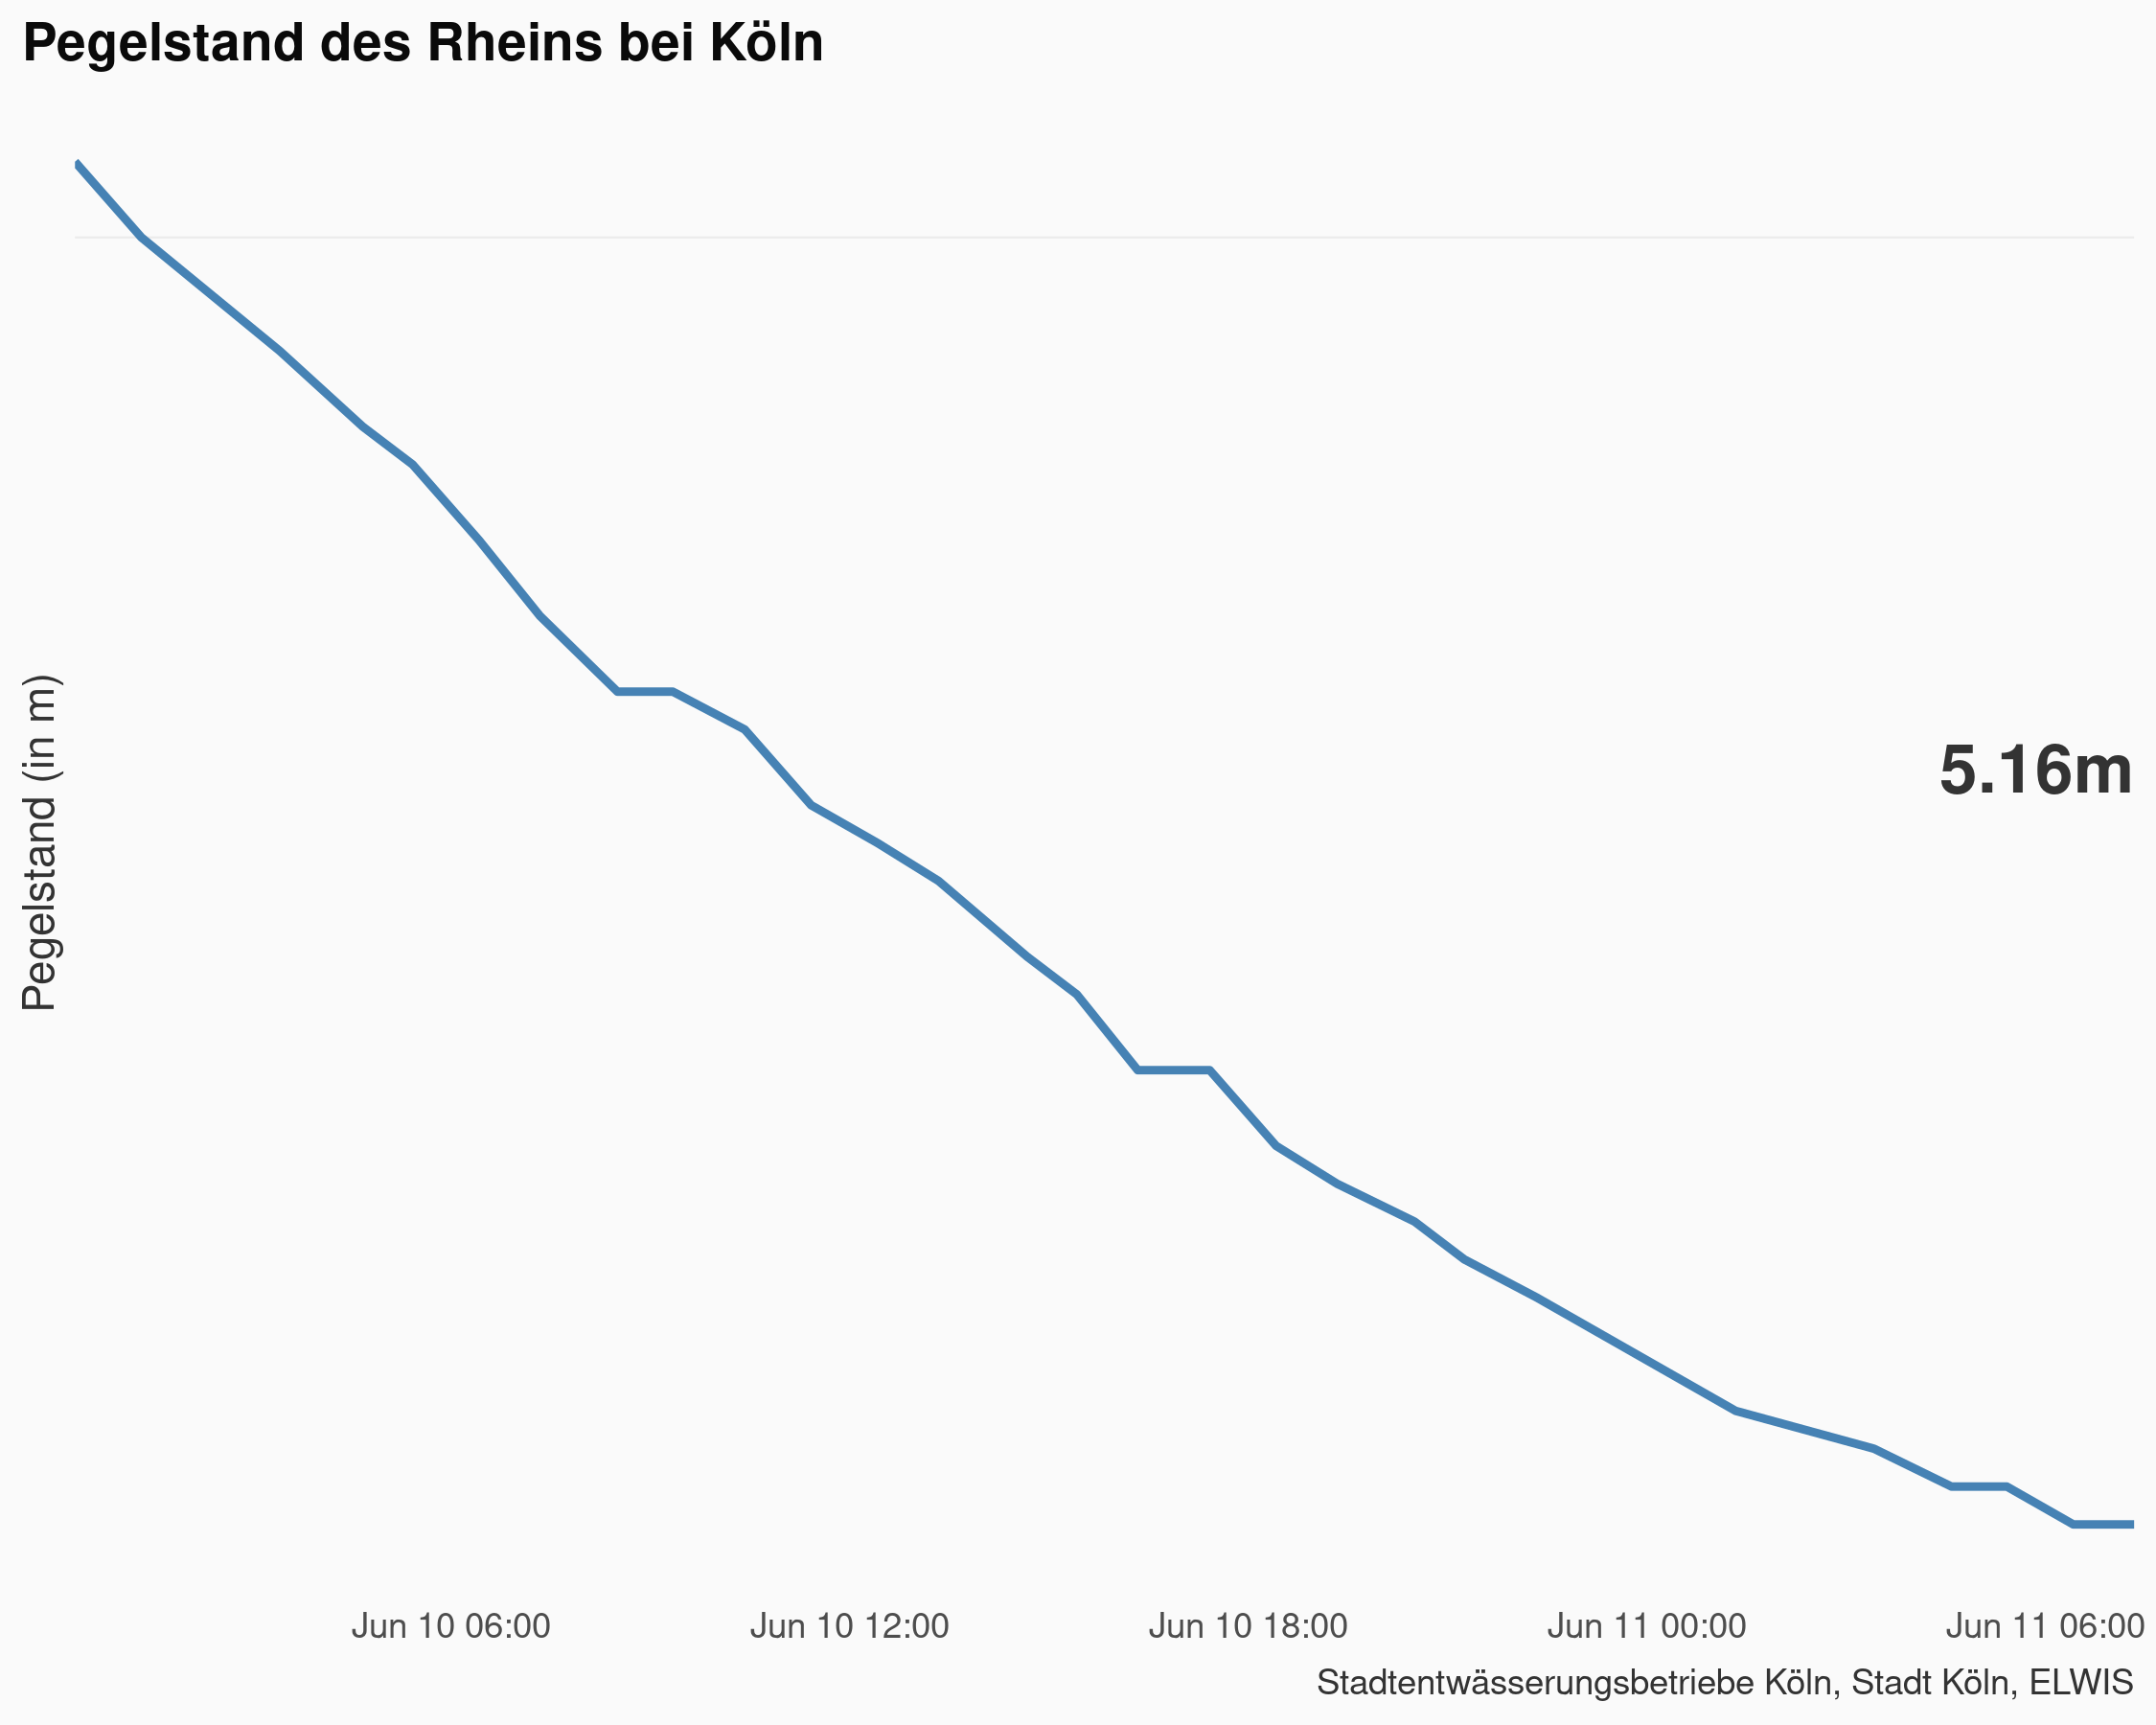 Pegelstand des Rheins bei Köln
Pegelstand (in m)
5.16m
Jun 10 06:00 Jun 10 12:00 Jun 10 18:00 Jun 11 00:00 Jun 11 06:00
Stadtentwässerungsbetriebe Köln, Stadt Köln, ELWIS